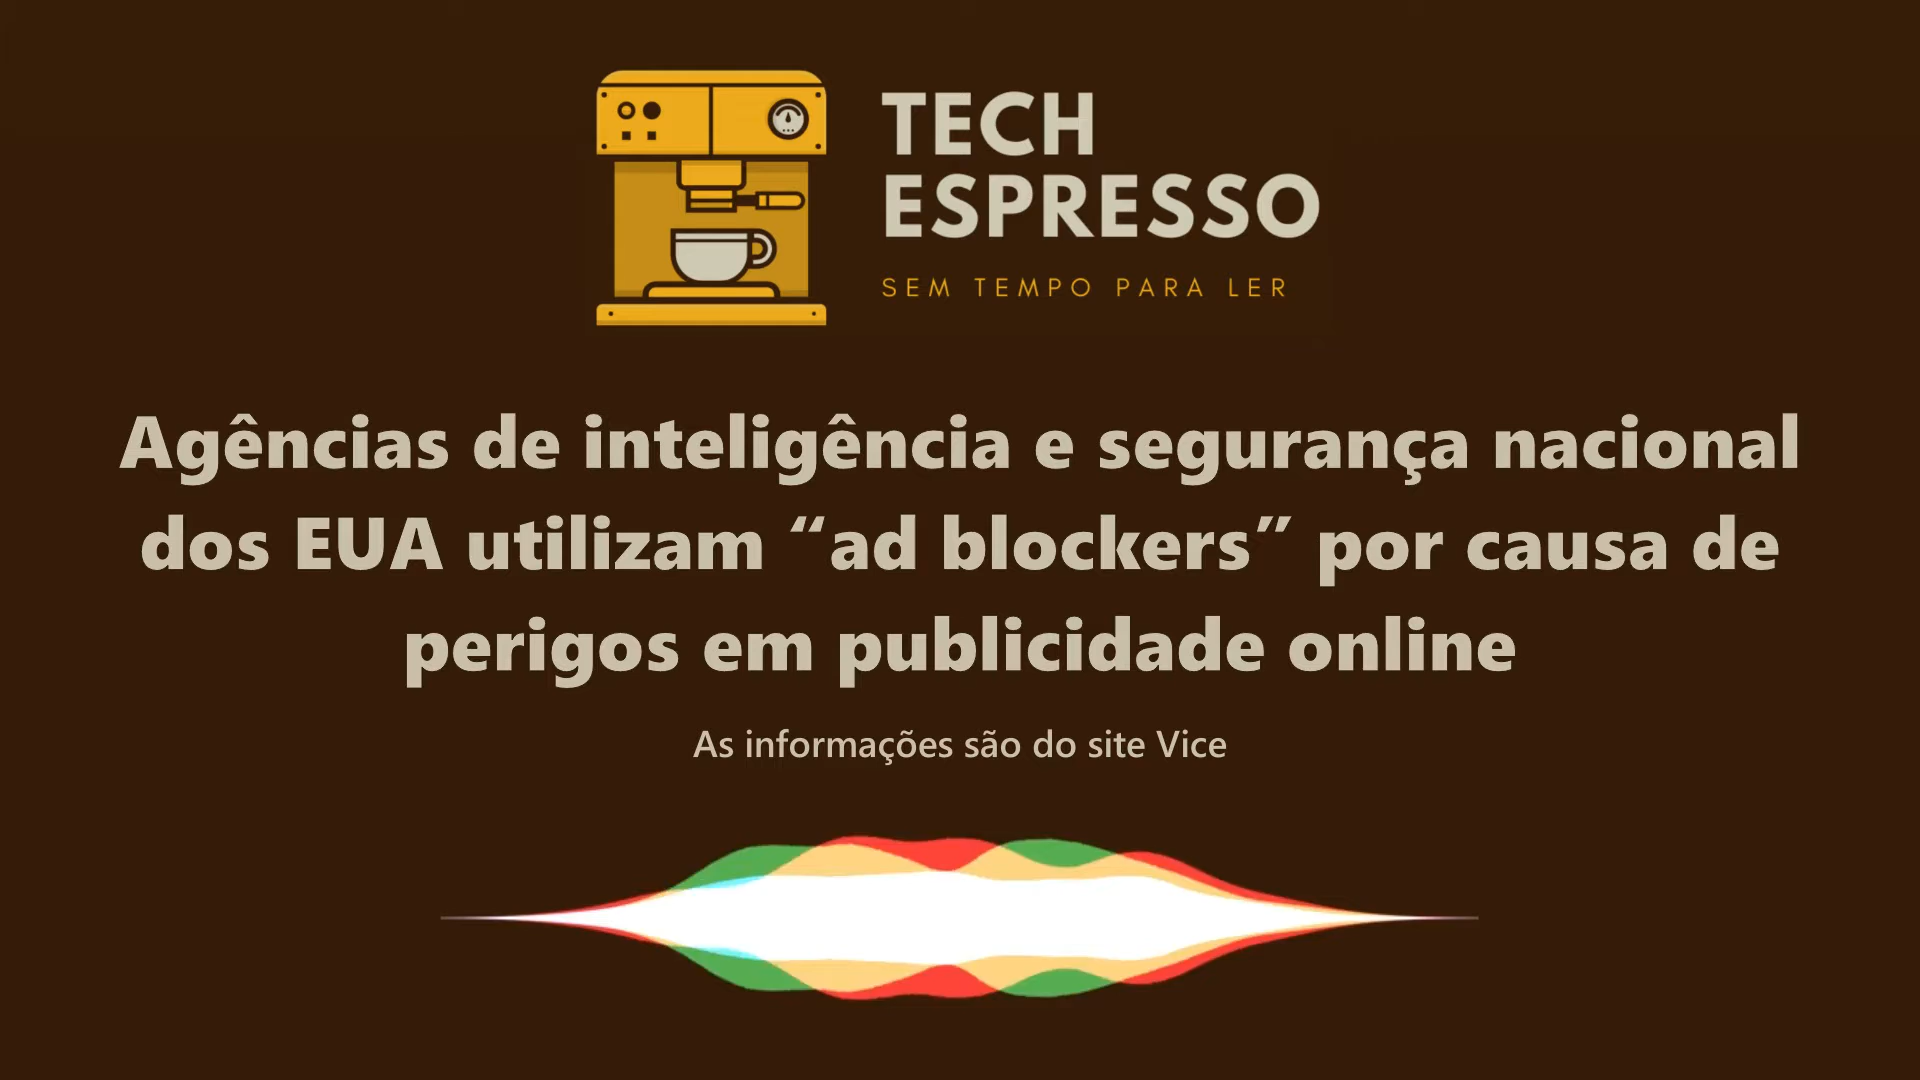 TECH
ESPRESSO
SEM TEMPO PARA LER
Agências de inteligência e segurança nacional
dos EUA utilizam “ad blockers” por causa de
perigos em publicidade online
As informações são do site Vice